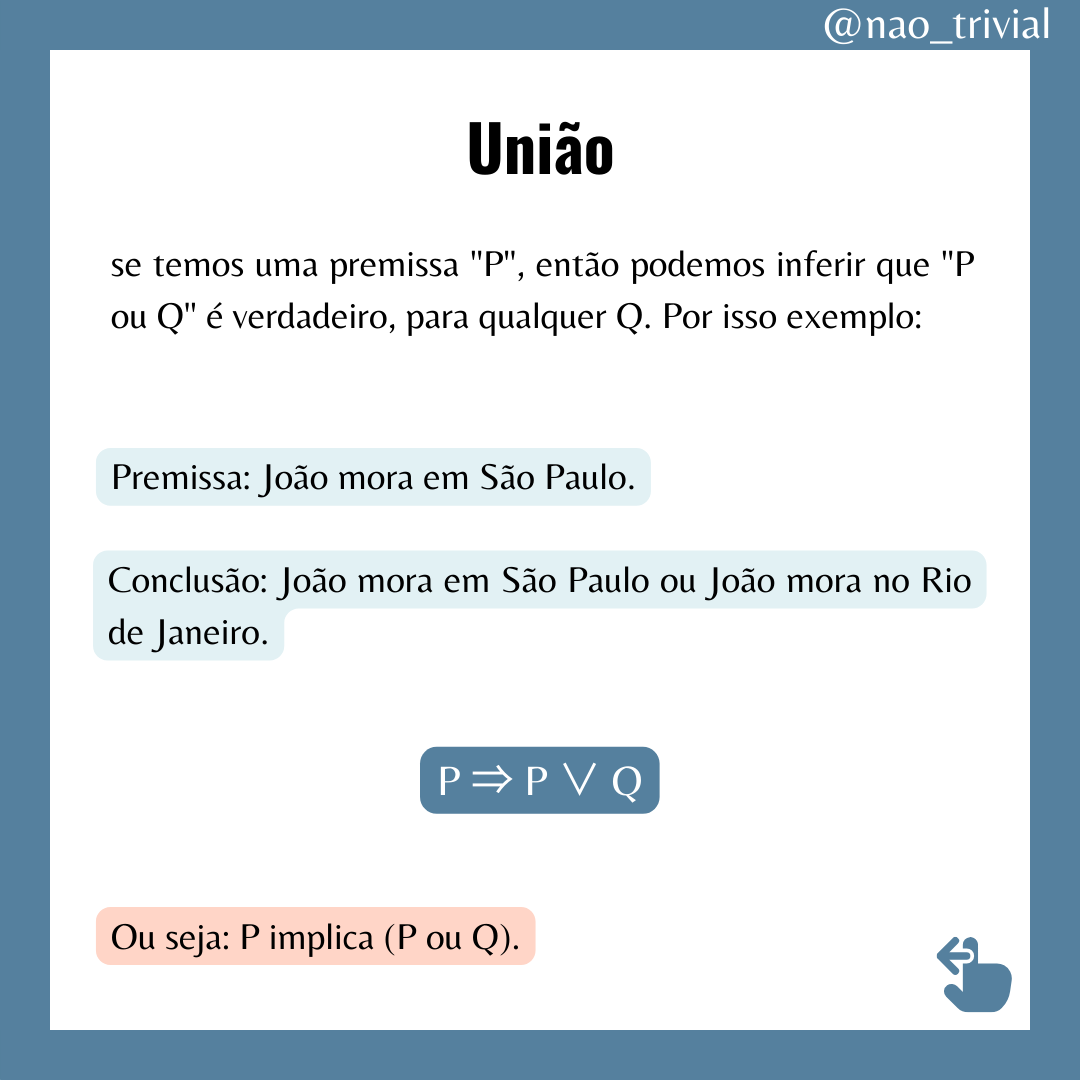 @nao_trivial
União
se temos uma premissa "P", então podemos inferir que "P
ou Q" é verdadeiro, para qualquer Q. Por isso exemplo:
Premissa: João mora em São Paulo.
Conclusão: João mora em São Paulo ou João mora no Rio
de Janeiro.
P ⇒ P ∨ Q
Ou seja: P implica (P ou Q).